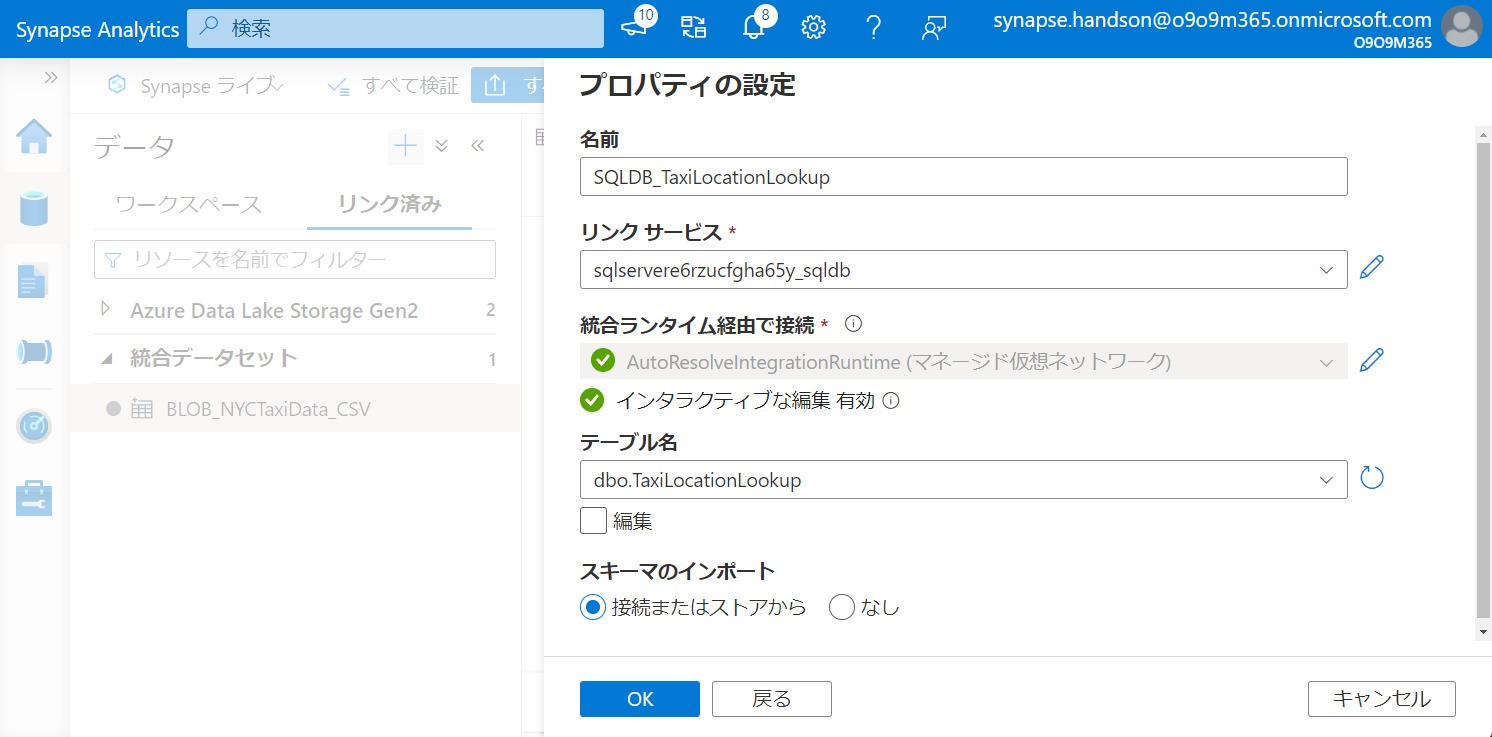 Synapse Analytics
検索
10
8
synapse.handson@o9o9m365.onmicrosoft.com
O9O9M365
Synapse ライブ
すべて検証
す
データ
ワークスペース
リンク済み
リソースを名前でフィルター
Azure Data Lake Storage Gen2 2
統合データセット 1
BLOB_NYCTaxiData_CSV
プロパティの設定
名前
SQLDB_TaxiLocationLookup
リンク サービス *
sqlservere6rzucfgha65y_sqldb
統合ランタイム経由で接続 *
AutoResolveIntegrationRuntime (マネージド仮想ネットワーク)
インタラクティブな編集 有効
テーブル名
dbo.TaxiLocationLookup
編集
スキーマのインポート
接続またはストアから なし
OK 戻る キャンセル